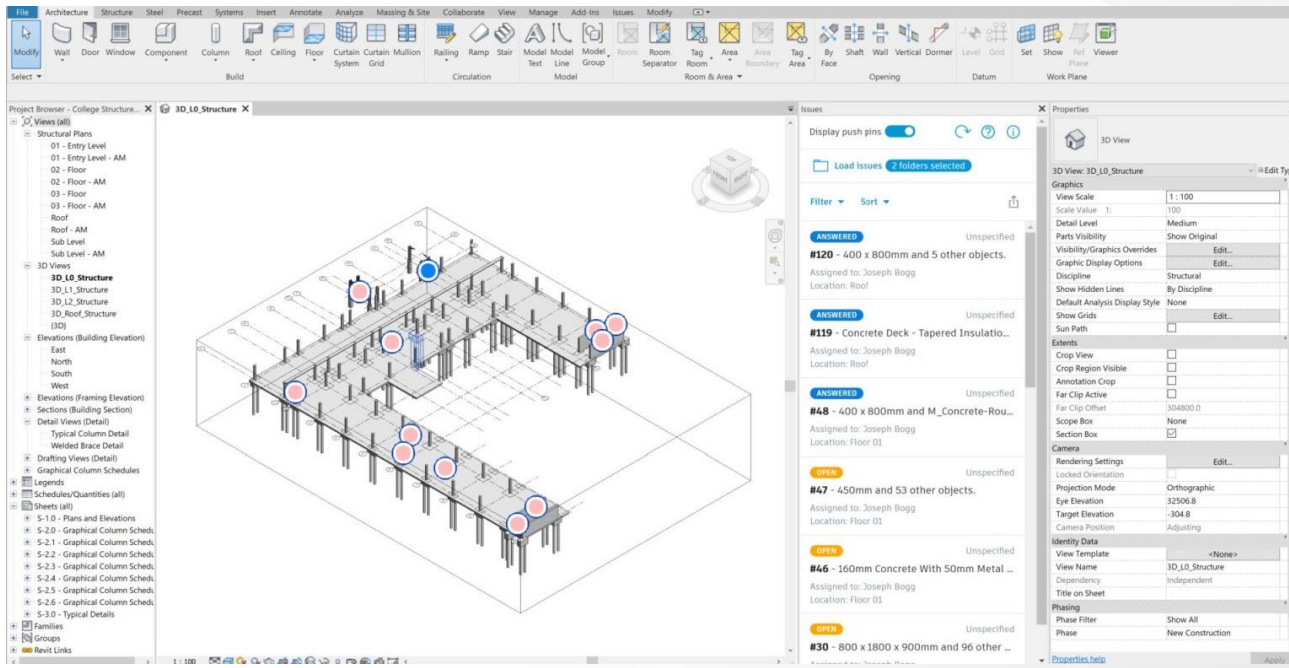 File Architecture Structure Steel Precast Systems Insert Annotate Analyze Massing & Site Collaborate View Manage Add-Ins Issues Modify
Modify Wall Door Window Component Column Roof Ceiling Floor Curtain System Curtain Grid Mullion Railing Ramp Stair Model Text Model Line Model Group Room Room Separator Tag Room Area Area Boundary Tag Area By Face Shaft Wall Vertical Dormer Level Grid Set Show Ref Plane Viewer
Select Build Circulation Model Room & Area Opening Datum Work Plane
Project Browser - College Structure...
Views (all)
Structural Plans
01 - Entry Level
01 - Entry Level - AM
02 - Floor
02 - Floor - AM
03 - Floor
03 - Floor - AM
Roof
Roof - AM
Sub Level
Sub Level - AM
3D Views
3D_L0_Structure
3D_L1_Structure
3D_L2_Structure
3D_Roof_Structure
{3D}
Elevations (Building Elevation)
East
North
South
West
Elevations (Framing Elevation)
Sections (Building Section)
Detail Views (Detail)
Typical Column Detail
Welded Brace Detail
Drafting Views (Detail)
Graphical Column Schedules
Legends
Schedules/Quantities (all)
Sheets (all)
S-1.0 - Plans and Elevations
S-2.0 - Graphical Column Schedu
S-2.1 - Graphical Column Schedu
S-2.2 - Graphical Column Schedu
S-2.3 - Graphical Column Schedu
S-2.4 - Graphical Column Schedu
S-2.5 - Graphical Column Schedu
S-2.6 - Graphical Column Schedu
S-3.0 - Typical Details
Families
Groups
Revit Links
3D_L0_Structure
TOP
FRONT RIGHT
1 : 100
Issues
Display push pins
Load issues 2 folders selected
Filter Sort
ANSWERED Unspecified
#120 - 400 x 800mm and 5 other objects.
Assigned to: Joseph Bogg
Location: Roof
ANSWERED Unspecified
#119 - Concrete Deck - Tapered Insulatio...
Assigned to: Joseph Bogg
Location: Roof
ANSWERED Unspecified
#48 - 400 x 800mm and M_Concrete-Rou...
Assigned to: Joseph Bogg
Location: Floor 01
OPEN Unspecified
#47 - 450mm and 53 other objects.
Assigned to: Joseph Bogg
Location: Floor 01
OPEN Unspecified
#46 - 160mm Concrete With 50mm Metal ...
Assigned to: Joseph Bogg
Location: Floor 01
OPEN Unspecified
#30 - 800 x 1800 x 900mm and 96 other ...
Properties
3D View
3D View: 3D_L0_Structure Edit Ty
Graphics
View Scale 1 : 100
Scale Value 1: 100
Detail Level Medium
Parts Visibility Show Original
Visibility/Graphics Overrides Edit...
Graphic Display Options Edit...
Discipline Structural
Show Hidden Lines By Discipline
Default Analysis Display Style None
Show Grids Edit...
Sun Path
Extents
Crop View
Crop Region Visible
Annotation Crop
Far Clip Active
Far Clip Offset 304800.0
Scope Box None
Section Box
Camera
Rendering Settings Edit...
Locked Orientation
Projection Mode Orthographic
Eye Elevation 32506.8
Target Elevation -304.8
Camera Position Adjusting
Identity Data
View Template <None>
View Name 3D_L0_Structure
Dependency Independent
Title on Sheet
Phasing
Phase Filter Show All
Phase New Construction
Properties help Apply